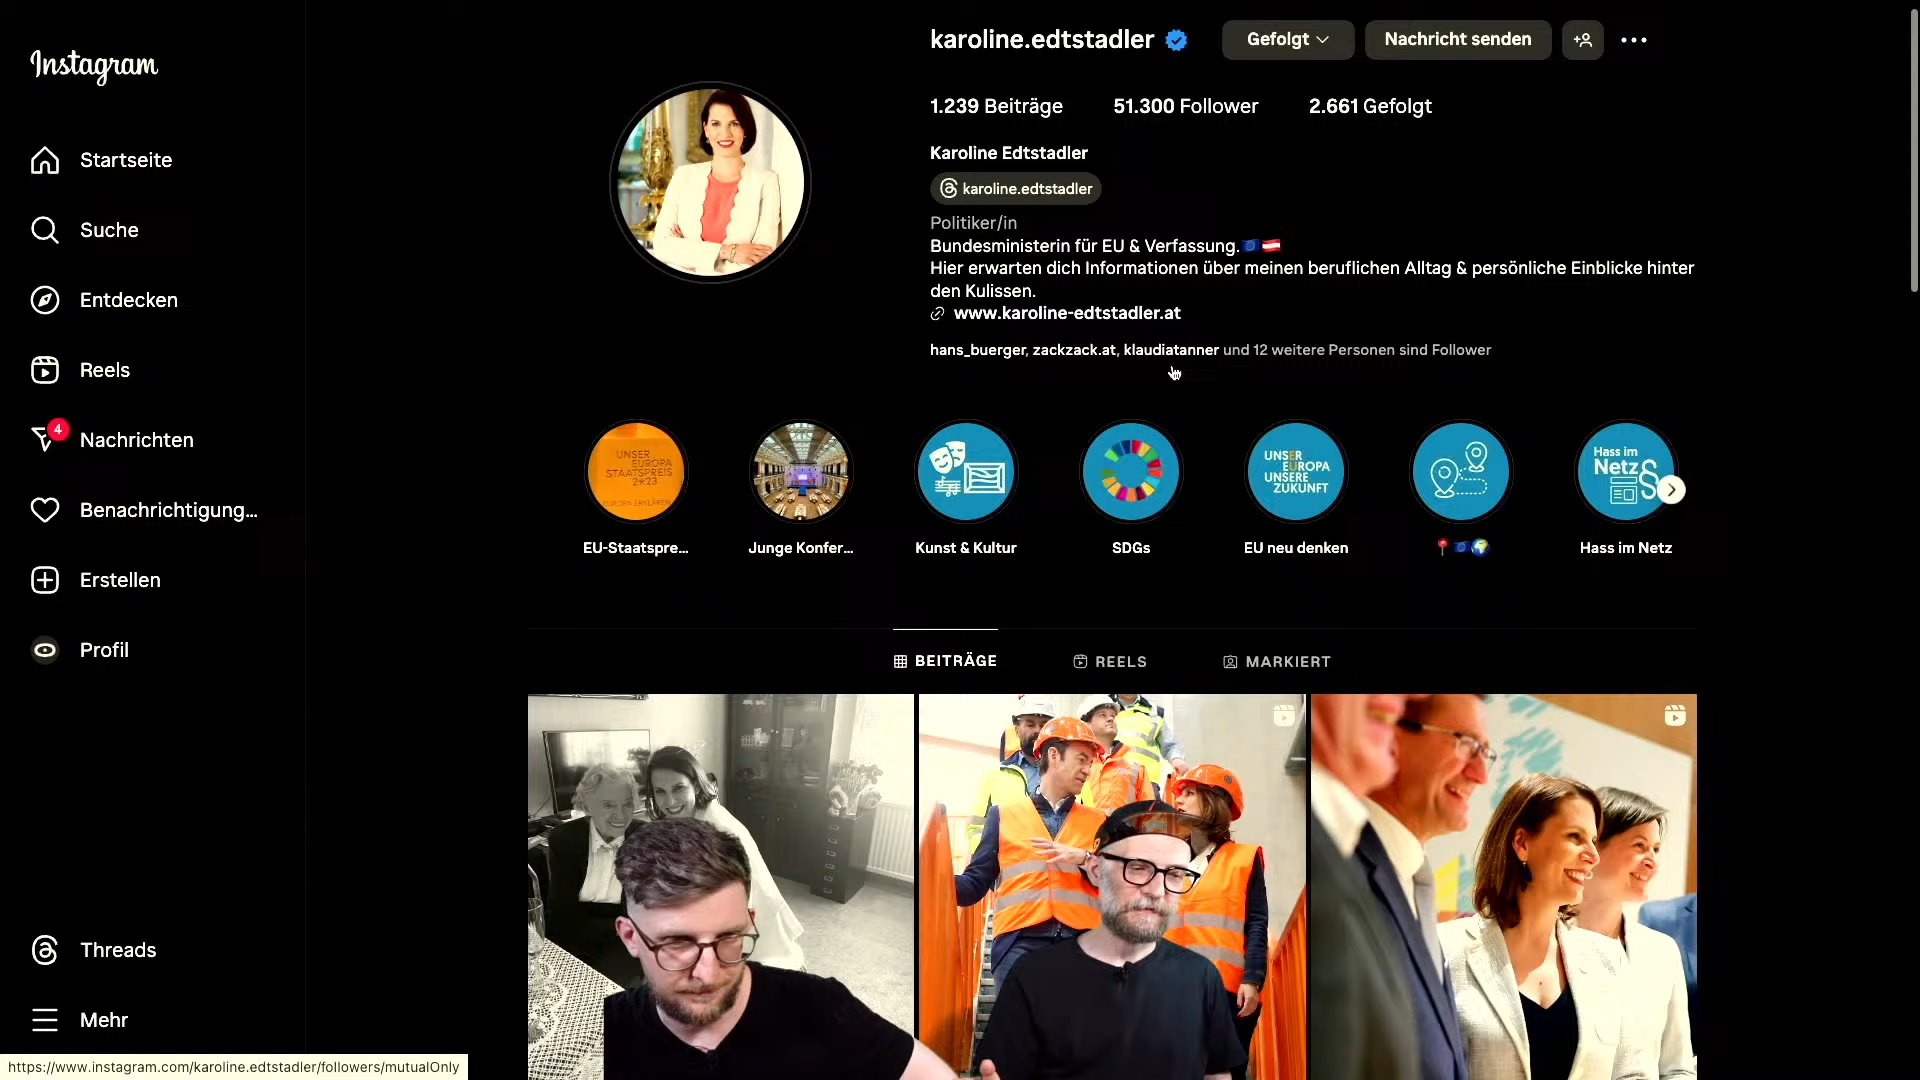 Instagram
Startseite
Suche
Entdecken
Reels
4
Nachrichten
Benachrichtigung...
Erstellen
Profil
Threads
Mehr
karoline.edtstadler
Gefolgt
Nachricht senden
1.239 Beiträge
51.300 Follower
2.661 Gefolgt
Karoline Edtstadler
karoline.edtstadler
Politiker/in
Bundesministerin für EU & Verfassung.
Hier erwarten dich Informationen über meinen beruflichen Alltag & persönliche Einblicke hinter
den Kulissen.
www.karoline-edtstadler.at
hans_buerger, zackzack.at, klaudiatanner und 12 weitere Personen sind Follower
UNSER
EUROPA
STAATSPREIS
2*23
EUROPA ERKLÄREN
UNSER
EUROPA
UNSERE
ZUKUNFT
Hass im
Netz
§
EU-Staatspre...
Junge Konfer...
Kunst & Kultur
SDGs
EU neu denken
Hass im Netz
BEITRÄGE
REELS
MARKIERT
https://www.instagram.com/karoline.edtstadler/followers/mutualOnly